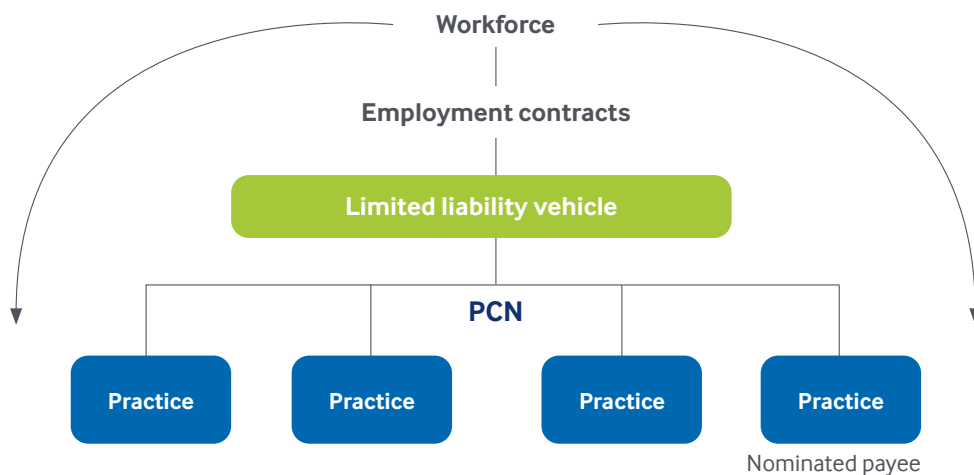 Workforce
Employment contracts
Limited liability vehicle
PCN
Practice
Practice
Practice
Practice
Nominated payee